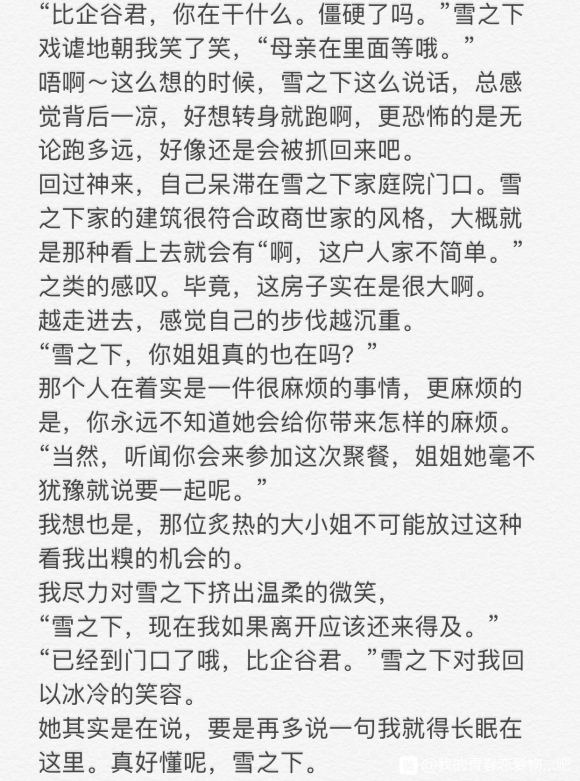 “比企谷君，你在干什么。僵硬了吗。”雪之下
戏谑地朝我笑了笑，“母亲在里面等哦。”
唔啊～这么想的时候，雪之下这么说话，总感
觉背后一凉，好想转身就跑啊，更恐怖的是无
论跑多远，好像还是会被抓回来吧。
回过神来，自己呆滞在雪之下家庭院门口。雪
之下家的建筑很符合政商世家的风格，大概就
是那种看上去就会有“啊，这户人家不简单。”
之类的感叹。毕竟，这房子实在是很大啊。
越走进去，感觉自己的步伐越沉重。
“雪之下，你姐姐真的也在吗？”
那个人在着实是一件很麻烦的事情，更麻烦的
是，你永远不知道她会给你带来怎样的麻烦。
“当然，听闻你会来参加这次聚餐，姐姐她毫不
犹豫就说要一起呢。”
我想也是，那位炙热的大小姐不可能放过这种
看我出糗的机会的。
我尽力对雪之下挤出温柔的微笑，
“雪之下，现在我如果离开应该还来得及。”
“已经到门口了哦，比企谷君。”雪之下对我回
以冰冷的笑容。
她其实是在说，要是再多说一句我就得长眠在
这里。真好懂呢，雪之下。